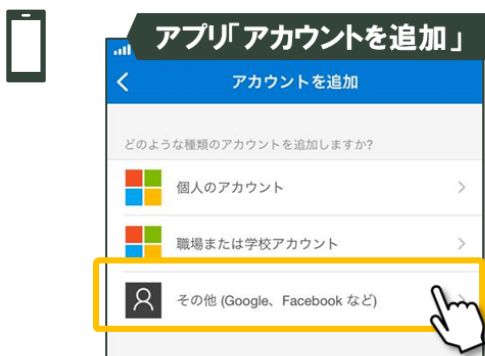 アプリ「アカウントを追加」
アカウントを追加
どのような種類のアカウントを追加しますか?
個人のアカウント
職場または学校アカウント
その他 (Google、Facebook など)